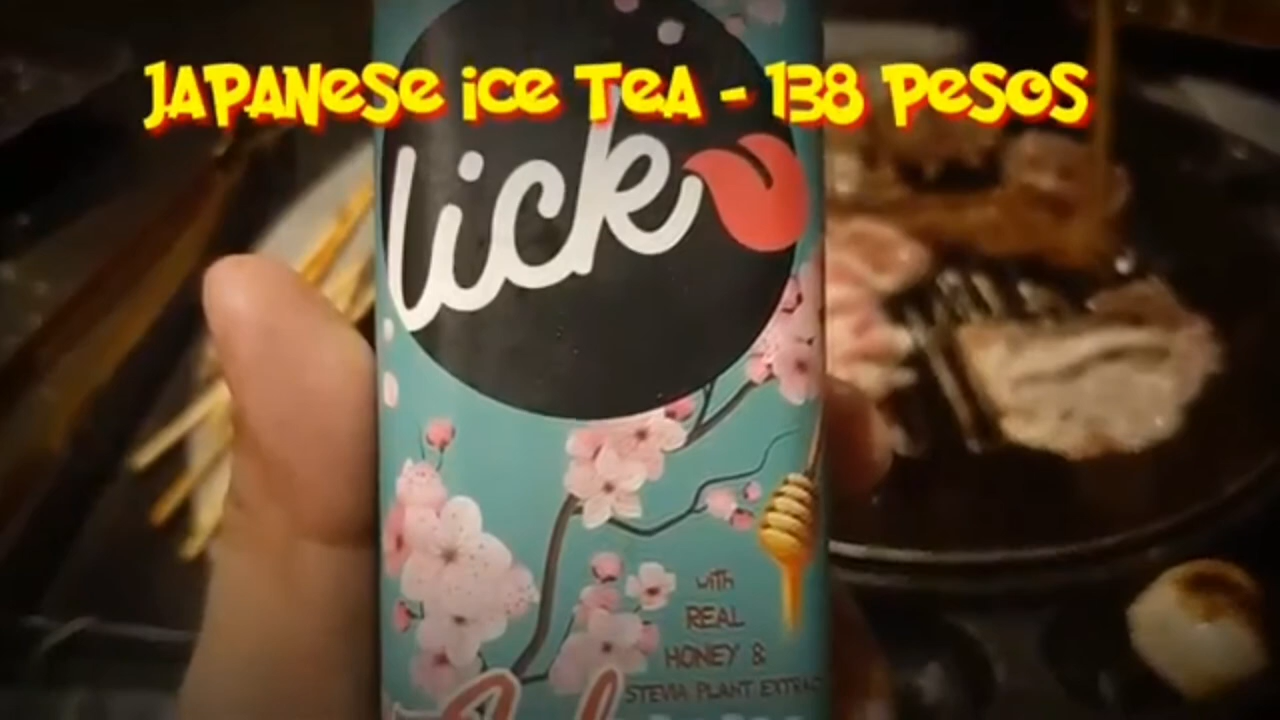 JAPANESE ICE TEA - 138 PESOS
lick
with
REAL
HONEY &
STEVIA PLANT EXTRACT